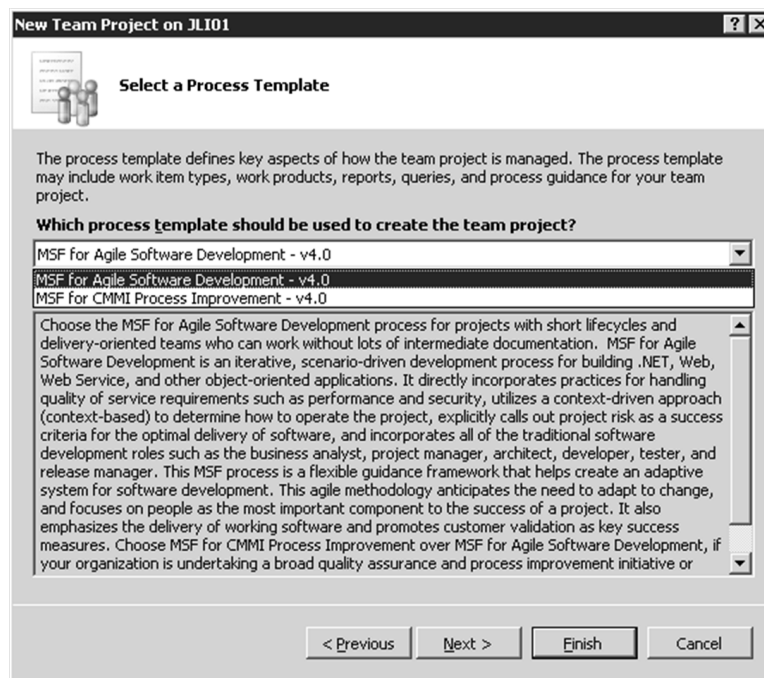 New Team Project on JLI01
Select a Process Template
The process template defines key aspects of how the team project is managed. The process template
may include work item types, work products, reports, queries, and process guidance for your team
project.
Which process template should be used to create the team project?
MSF for Agile Software Development - v4.0
MSF for Agile Software Development - v4.0
MSF for CMMI Process Improvement - v4.0
Choose the MSF for Agile Software Development process for projects with short lifecycles and
delivery-oriented teams who can work without lots of intermediate documentation.  MSF for Agile
Software Development is an iterative, scenario-driven development process for building .NET, Web,
Web Service, and other object-oriented applications. It directly incorporates practices for handling
quality of service requirements such as performance and security, utilizes a context-driven approach
(context-based) to determine how to operate the project, explicitly calls out project risk as a success
criteria for the optimal delivery of software, and incorporates all of the traditional software
development roles such as the business analyst, project manager, architect, developer, tester, and
release manager. This MSF process is a flexible guidance framework that helps create an adaptive
system for software development. This agile methodology anticipates the need to adapt to change,
and focuses on people as the most important component to the success of a project. It also
emphasizes the delivery of working software and promotes customer validation as key success
measures. Choose MSF for CMMI Process Improvement over MSF for Agile Software Development, if
your organization is undertaking a broad quality assurance and process improvement initiative or
< Previous Next > Finish Cancel